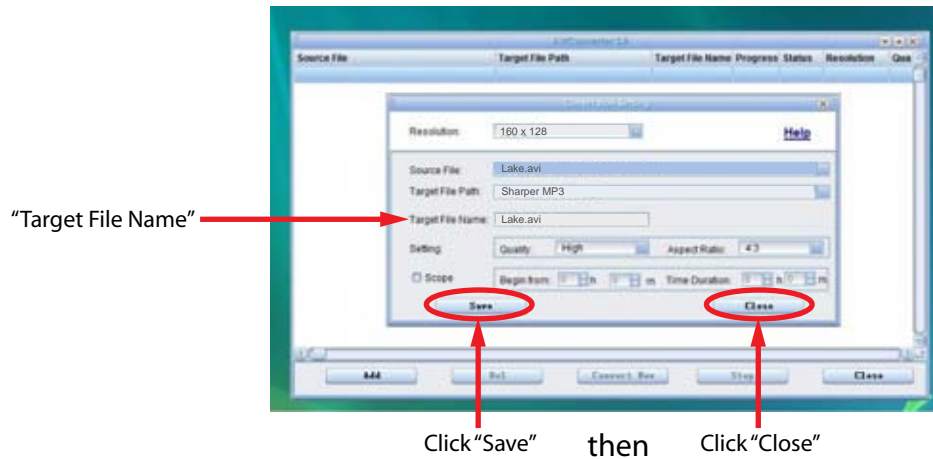 Source File Target File Path Target File Name Progress Status Resolution
Resolution: 160 x 128 Help
Source File: Lake.avi
Target File Path: Sharper MP3
"Target File Name" Target File Name: Lake.avi
Setting: Quality: High Aspect Ratio: 4:3
Scope Begin from: h m Time Duration: h m
Save Close
Add Del Convert Stop Close
Click "Save" then Click "Close"